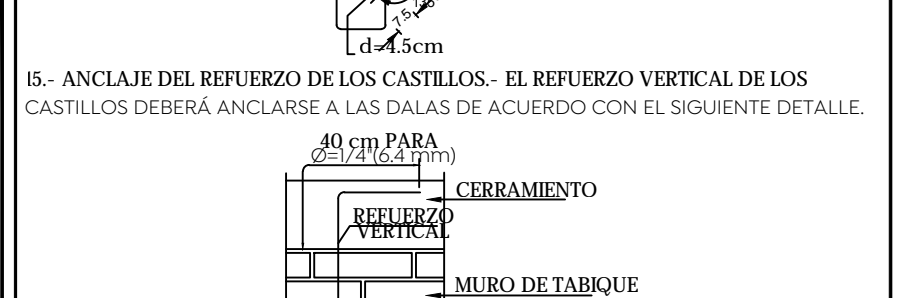 7.5
d=4.5cm
15.- ANCLAJE DEL REFUERZO DE LOS CASTILLOS.- EL REFUERZO VERTICAL DE LOS
CASTILLOS DEBERÁ ANCLARSE A LAS DALAS DE ACUERDO CON EL SIGUIENTE DETALLE.
40 cm PARA
Ø=1/4"(6.4 mm)
CERRAMIENTO
REFUERZO
VERTICAL
MURO DE TABIQUE